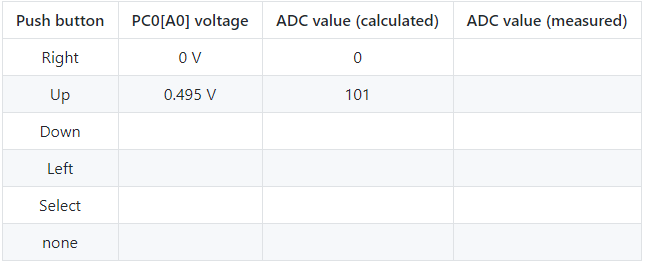 Push button PC0[A0] voltage ADC value (calculated) ADC value (measured)
Right 0 V 0
Up 0.495 V 101
Down
Left
Select
none